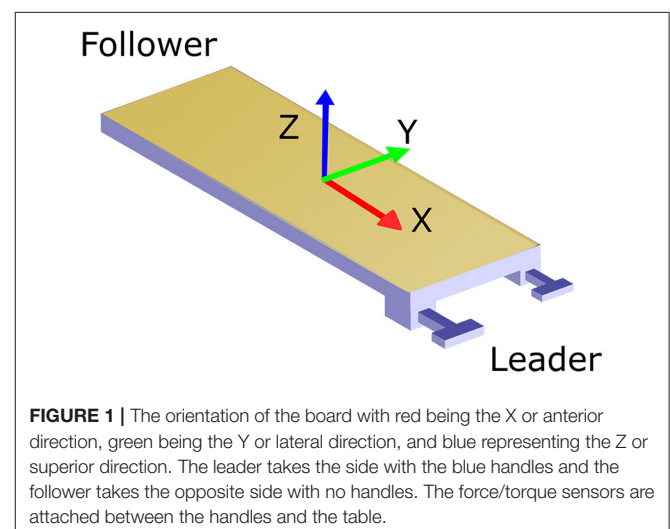 Follower
Z
Y
X
Leader
FIGURE 1 | The orientation of the board with red being the X or anterior
direction, green being the Y or lateral direction, and blue representing the Z or
superior direction. The leader takes the side with the blue handles and the
follower takes the opposite side with no handles. The force/torque sensors are
attached between the handles and the table.